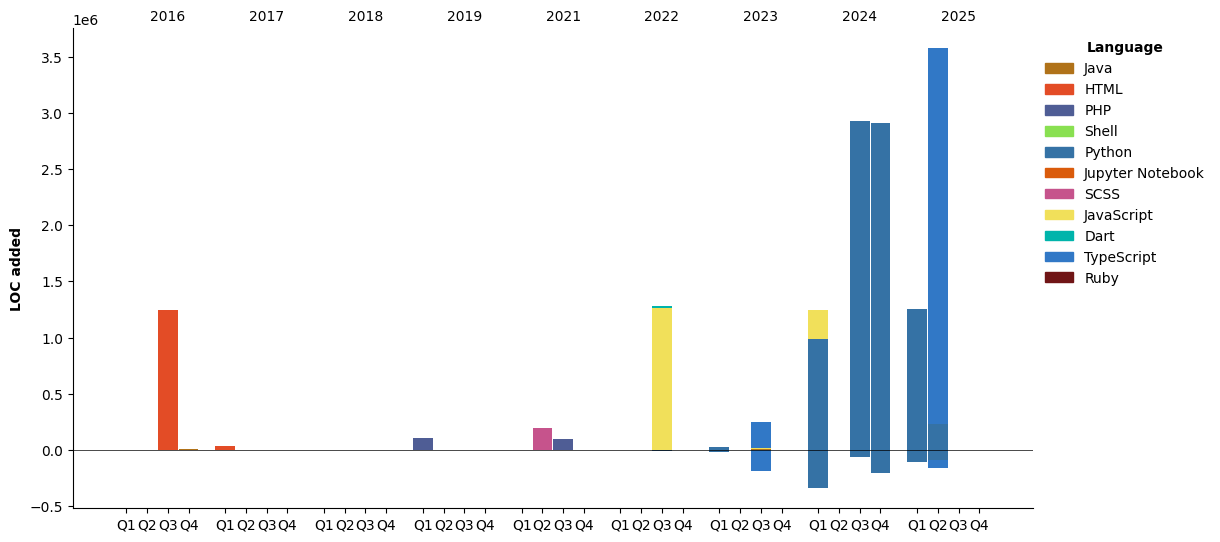 2016 2017 2018 2019 2021 2022 2023 2024 2025
1e6
3.5
3.0
2.5
2.0
1.5
1.0
0.5
0.0
−0.5
LOC added
Q1 Q2 Q3 Q4 Q1 Q2 Q3 Q4 Q1 Q2 Q3 Q4 Q1 Q2 Q3 Q4 Q1 Q2 Q3 Q4 Q1 Q2 Q3 Q4 Q1 Q2 Q3 Q4 Q1 Q2 Q3 Q4 Q1 Q2 Q3 Q4
Language
Java
HTML
PHP
Shell
Python
Jupyter Notebook
SCSS
JavaScript
Dart
TypeScript
Ruby